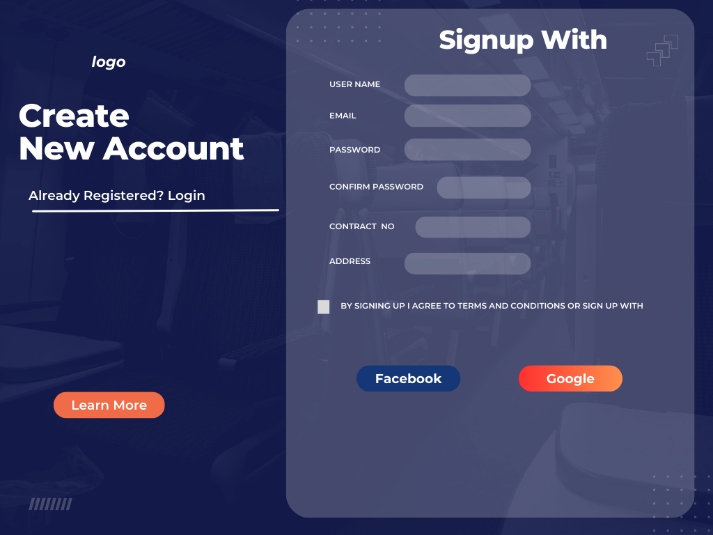 logo
Create
New Account
Already Registered? Login
Learn More
Signup With
USER NAME
EMAIL
PASSWORD
CONFIRM PASSWORD
CONTRACT NO
ADDRESS
BY SIGNING UP I AGREE TO TERMS AND CONDITIONS OR SIGN UP WITH
Facebook
Google